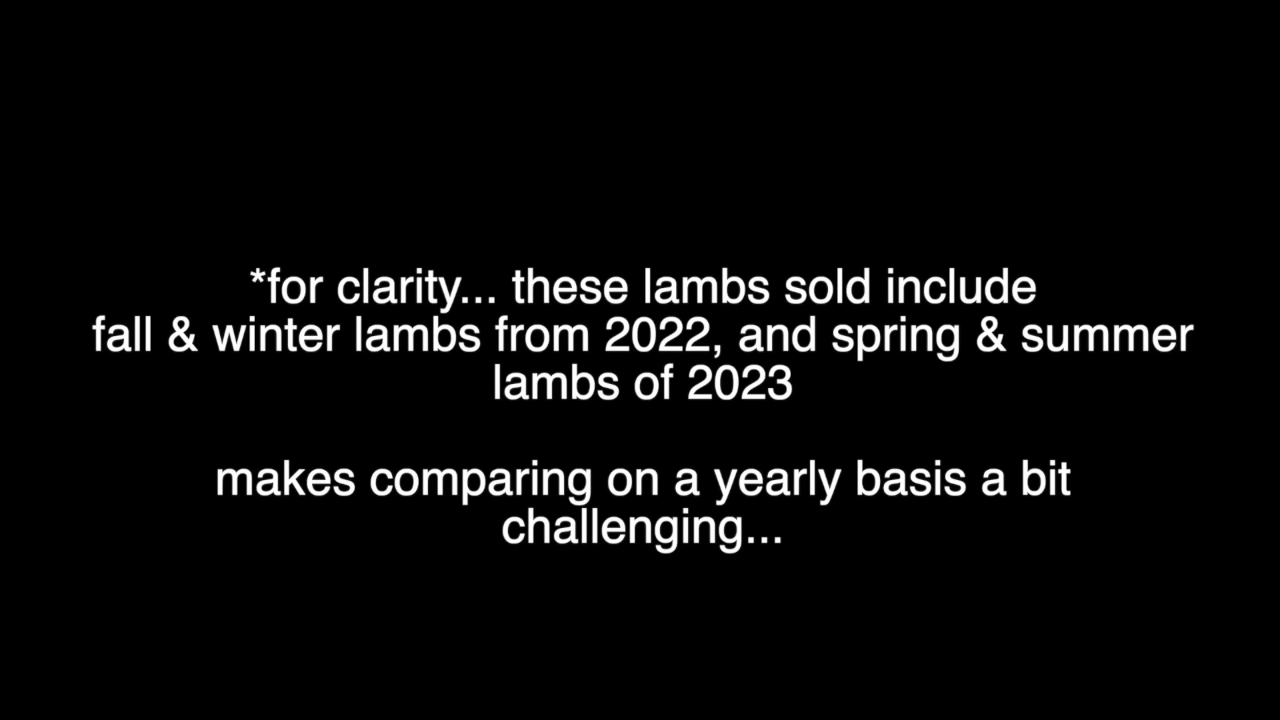 *for clarity... these lambs sold include
fall & winter lambs from 2022, and spring & summer
lambs of 2023
makes comparing on a yearly basis a bit
challenging...